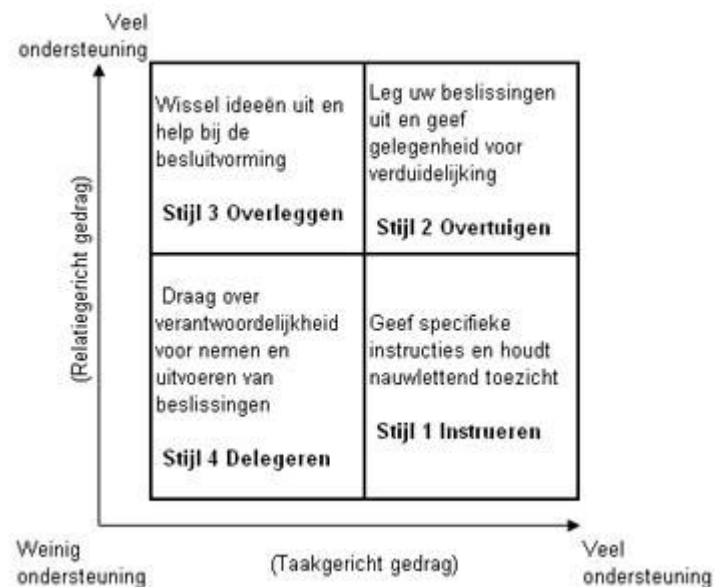 Veel
ondersteuning
Wissel ideeën uit en
help bij de
besluitvorming
Stijl 3 Overleggen
Leg uw beslissingen
uit en geef
gelegenheid voor
verduidelijking
Stijl 2 Overtuigen
(Relatiegericht gedrag)
Draag over
verantwoordelijkheid
voor nemen en
uitvoeren van
beslissingen
Stijl 4 Delegeren
Geef specifieke
instructies en houdt
nauwlettend toezicht
Stijl 1 Instrueren
Weinig
ondersteuning
(Taakgericht gedrag)
Veel
ondersteuning